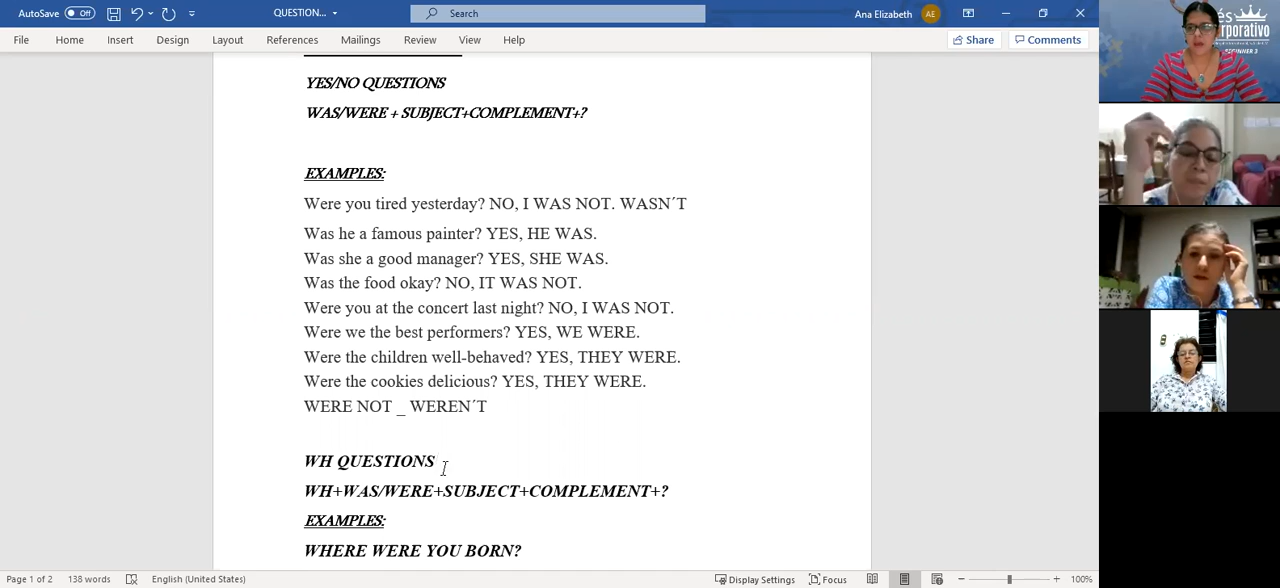 AutoSave Off QUESTION... Search Ana Elizabeth AE
File Home Insert Design Layout References Mailings Review View Help Share Comments
YES/NO QUESTIONS
WAS/WERE + SUBJECT+COMPLEMENT+?
EXAMPLES:
Were you tired yesterday? NO, I WAS NOT. WASN´T
Was he a famous painter? YES, HE WAS.
Was she a good manager? YES, SHE WAS.
Was the food okay? NO, IT WAS NOT.
Were you at the concert last night? NO, I WAS NOT.
Were we the best performers? YES, WE WERE.
Were the children well-behaved? YES, THEY WERE.
Were the cookies delicious? YES, THEY WERE.
WERE NOT _ WEREN´T
WH QUESTIONS
WH+WAS/WERE+SUBJECT+COMPLEMENT+?
EXAMPLES:
WHERE WERE YOU BORN?
Page 1 of 2 138 words English (United States) Display Settings Focus 100%
és
rporativo
BEGINNER 3